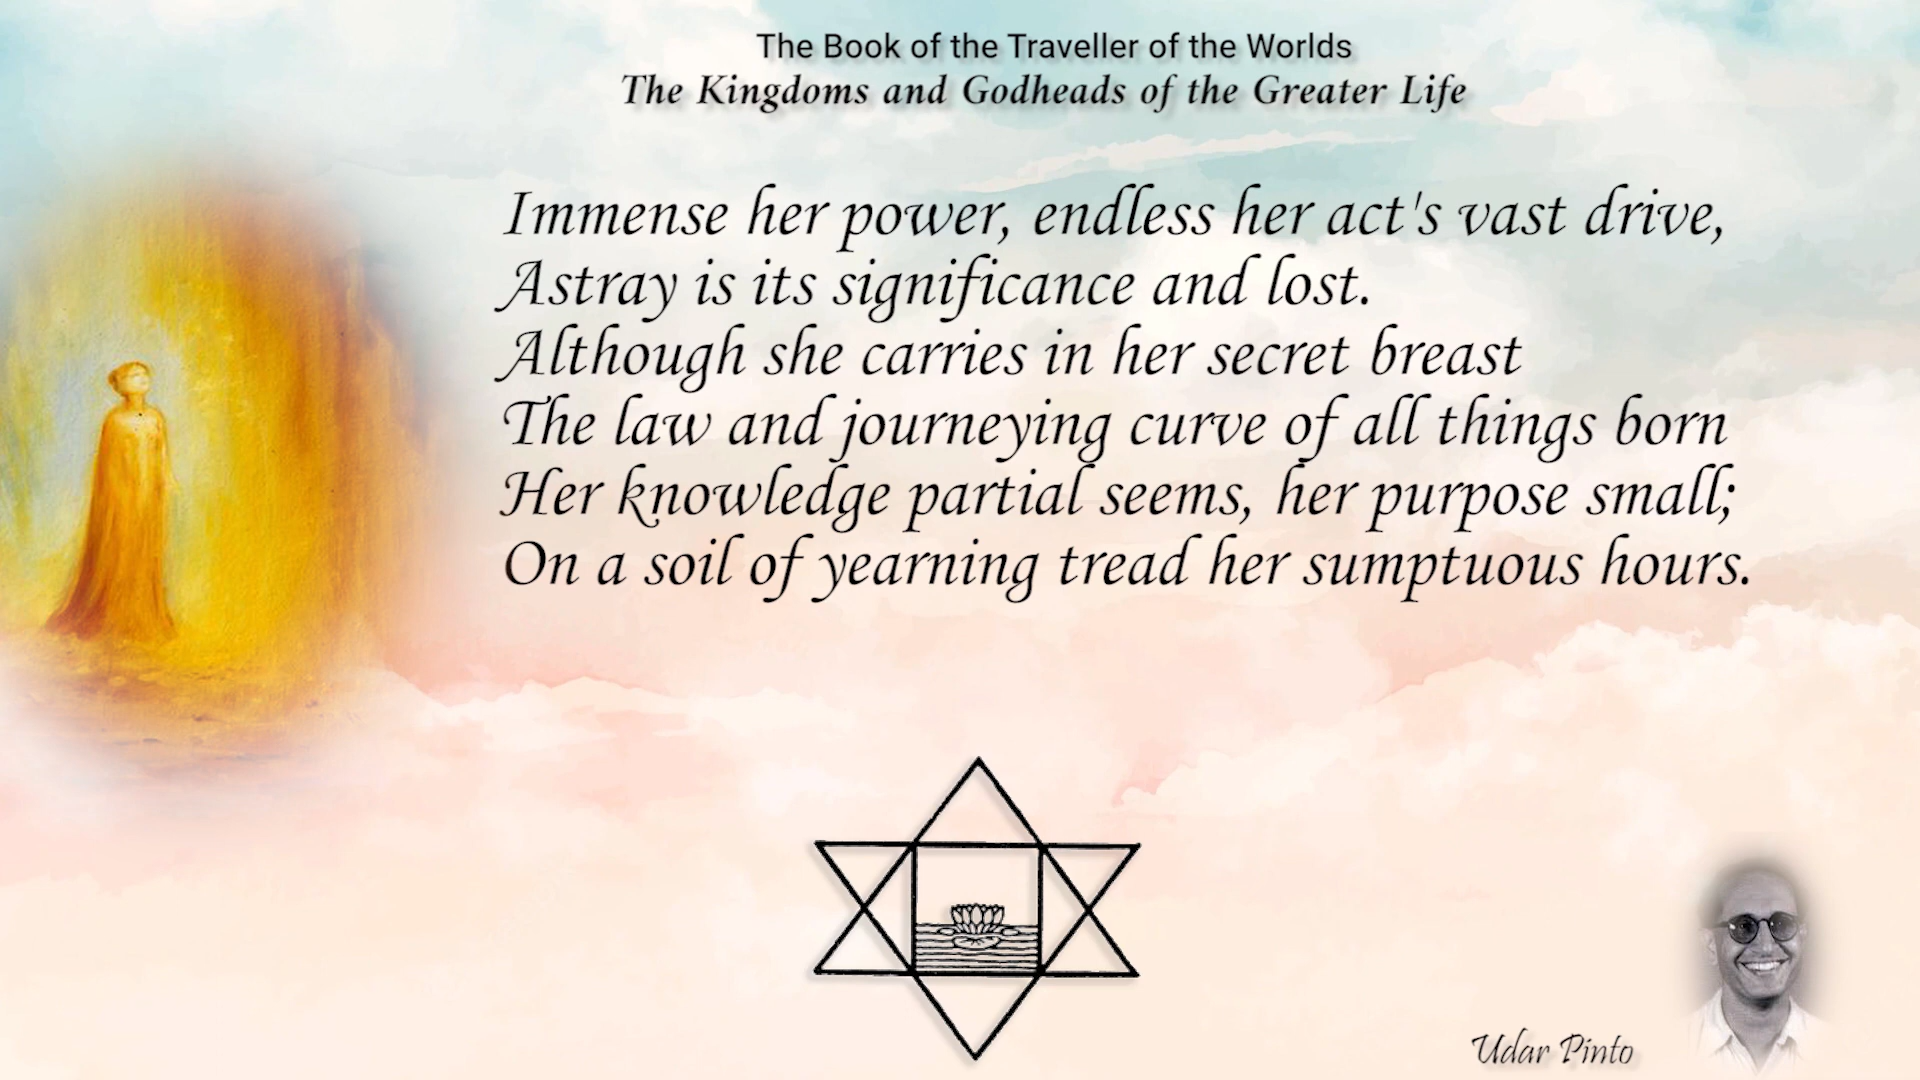 The Book of the Traveller of the Worlds
The Kingdoms and Godheads of the Greater Life
Immense her power, endless her act's vast drive,
Astray is its significance and lost.
Although she carries in her secret breast
The law and journeying curve of all things born
Her knowledge partial seems, her purpose small;
On a soil of yearning tread her sumptuous hours.
Udar Pinto